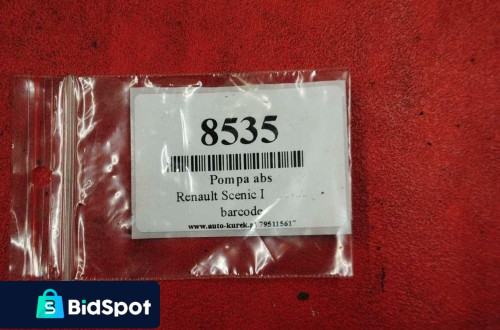 8535
Pompa abs
Renault Scenic I
barcode
BidSpot